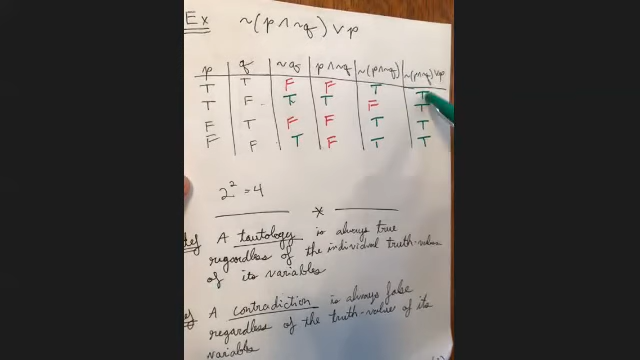 Ex ~(p∧~q)∨p
p q ~q p∧~q ~(p∧~q) ~(p∧~q)∨p
T T F F T T
T F T T F T
F T F F T T
F F T F T T
2² = 4
*
A tautology is always true
regardless of the individual truth-values
of its variables
A contradiction is always false
regardless of the truth-value of its
variables